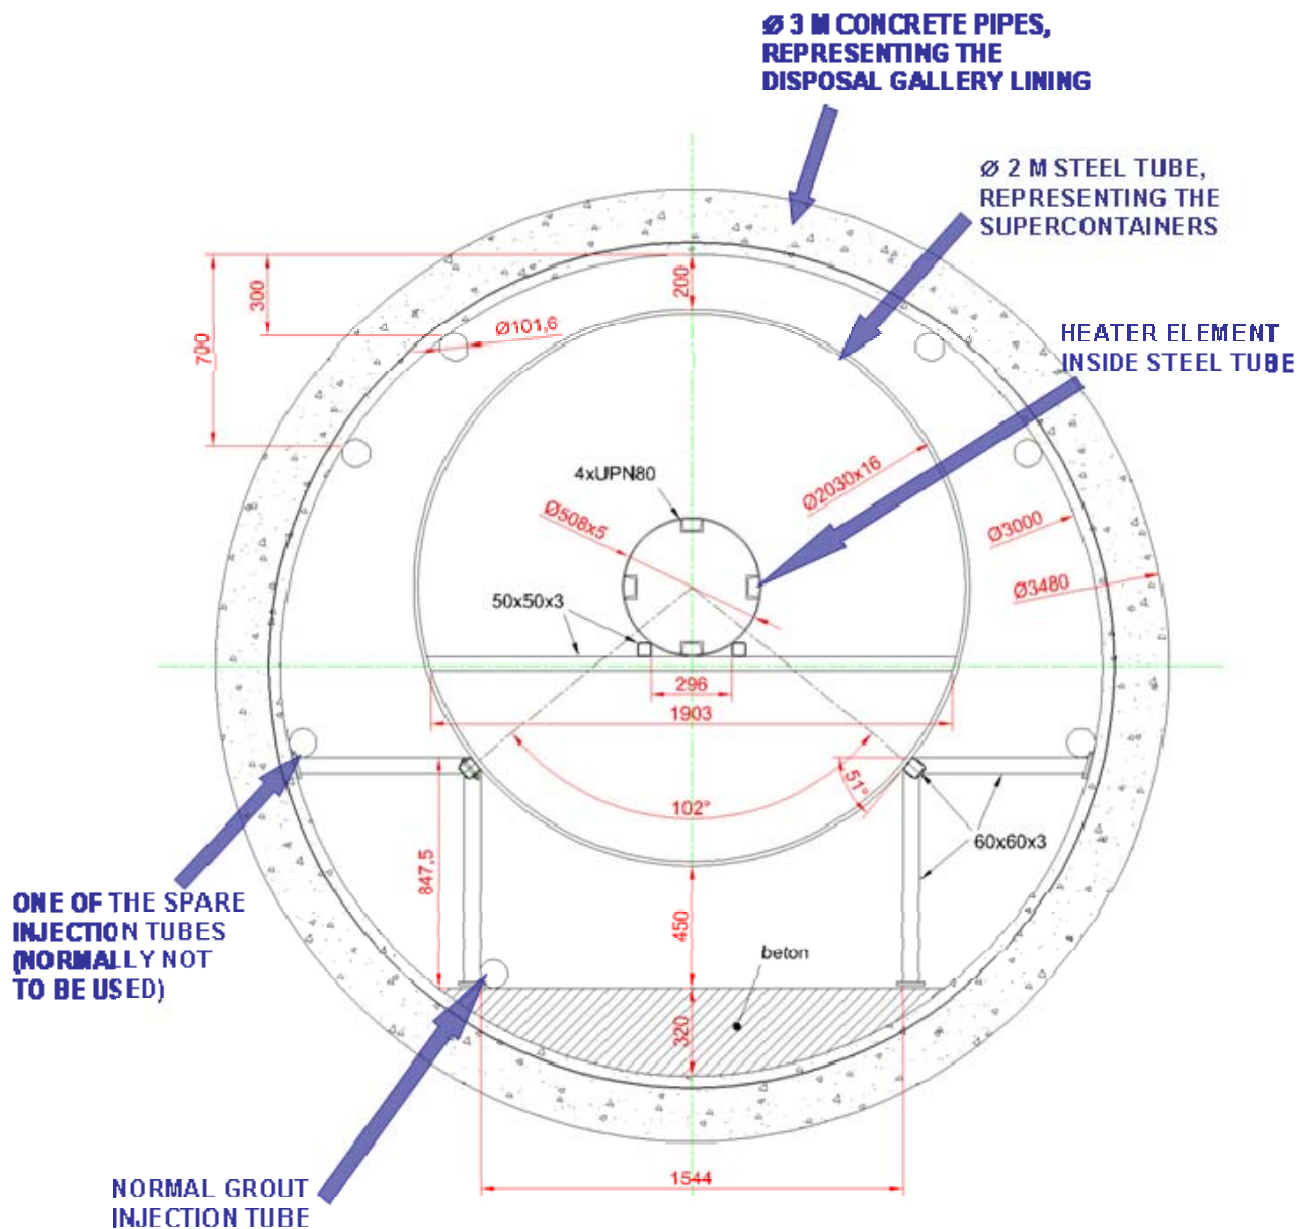 Ø 3 M CONCRETE PIPES,
REPRESENTING THE
DISPOSAL GALLERY LINING
Ø 2 M STEEL TUBE,
REPRESENTING THE
SUPERCONTAINERS
HEATER ELEMENT
INSIDE STEEL TUBE
300
700
200
Ø101,6
4xUPN80
Ø2030x16
Ø508x5
Ø3000
Ø3480
50x50x3
296
1903
102°
51°
60x60x3
847,5
450
beton
320
1544
ONE OF THE SPARE
INJECTION TUBES
(NORMALLY NOT
TO BE USED)
NORMAL GROUT
INJECTION TUBE